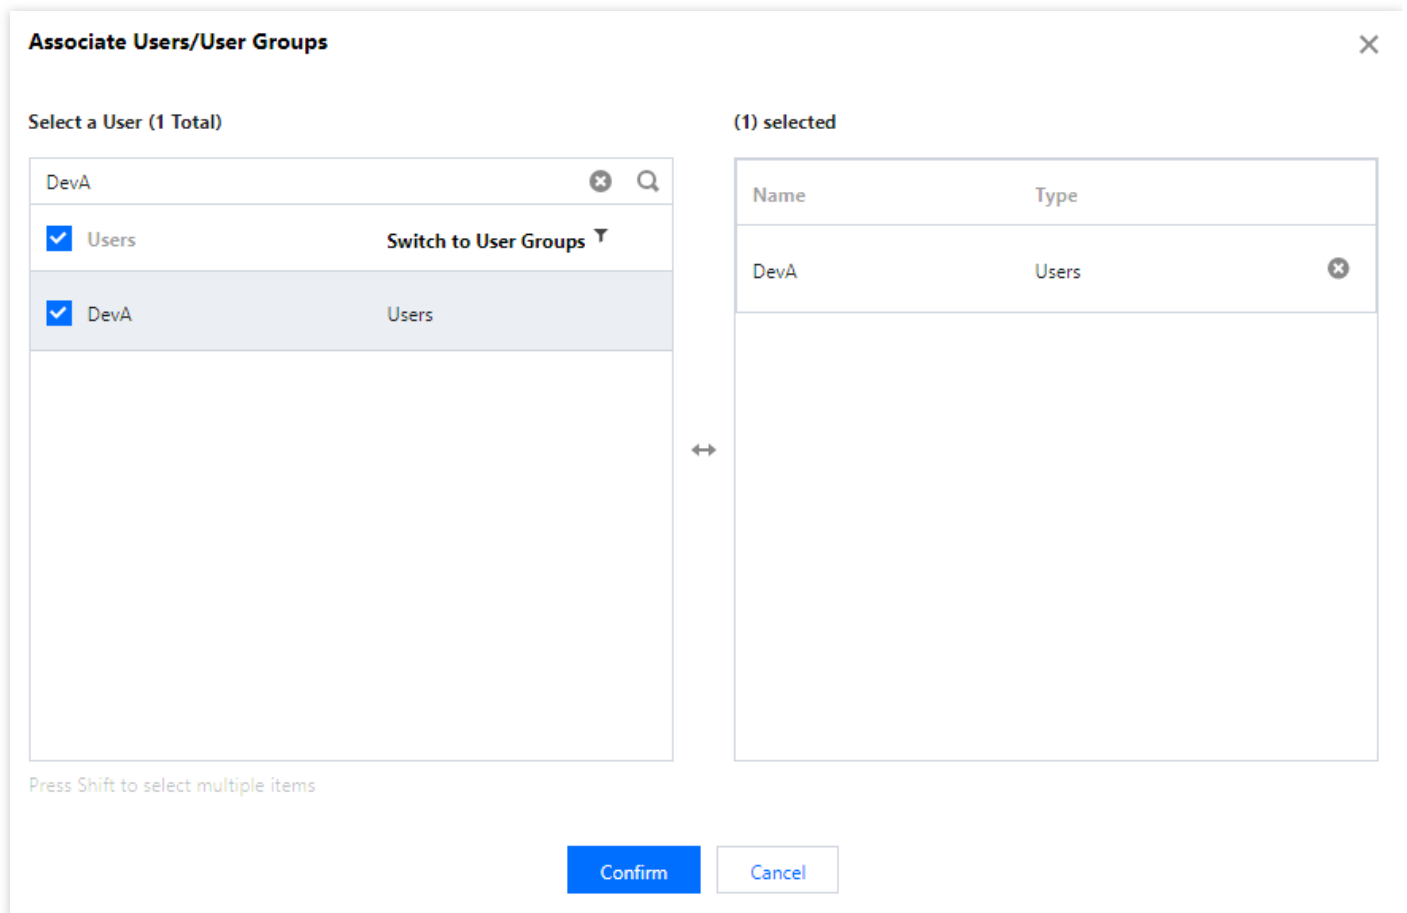 Associate Users/User Groups
Select a User (1 Total)
DevA
Users
Switch to User Groups
DevA
Users
Press Shift to select multiple items
(1) selected
Name
Type
DevA
Users
Confirm
Cancel